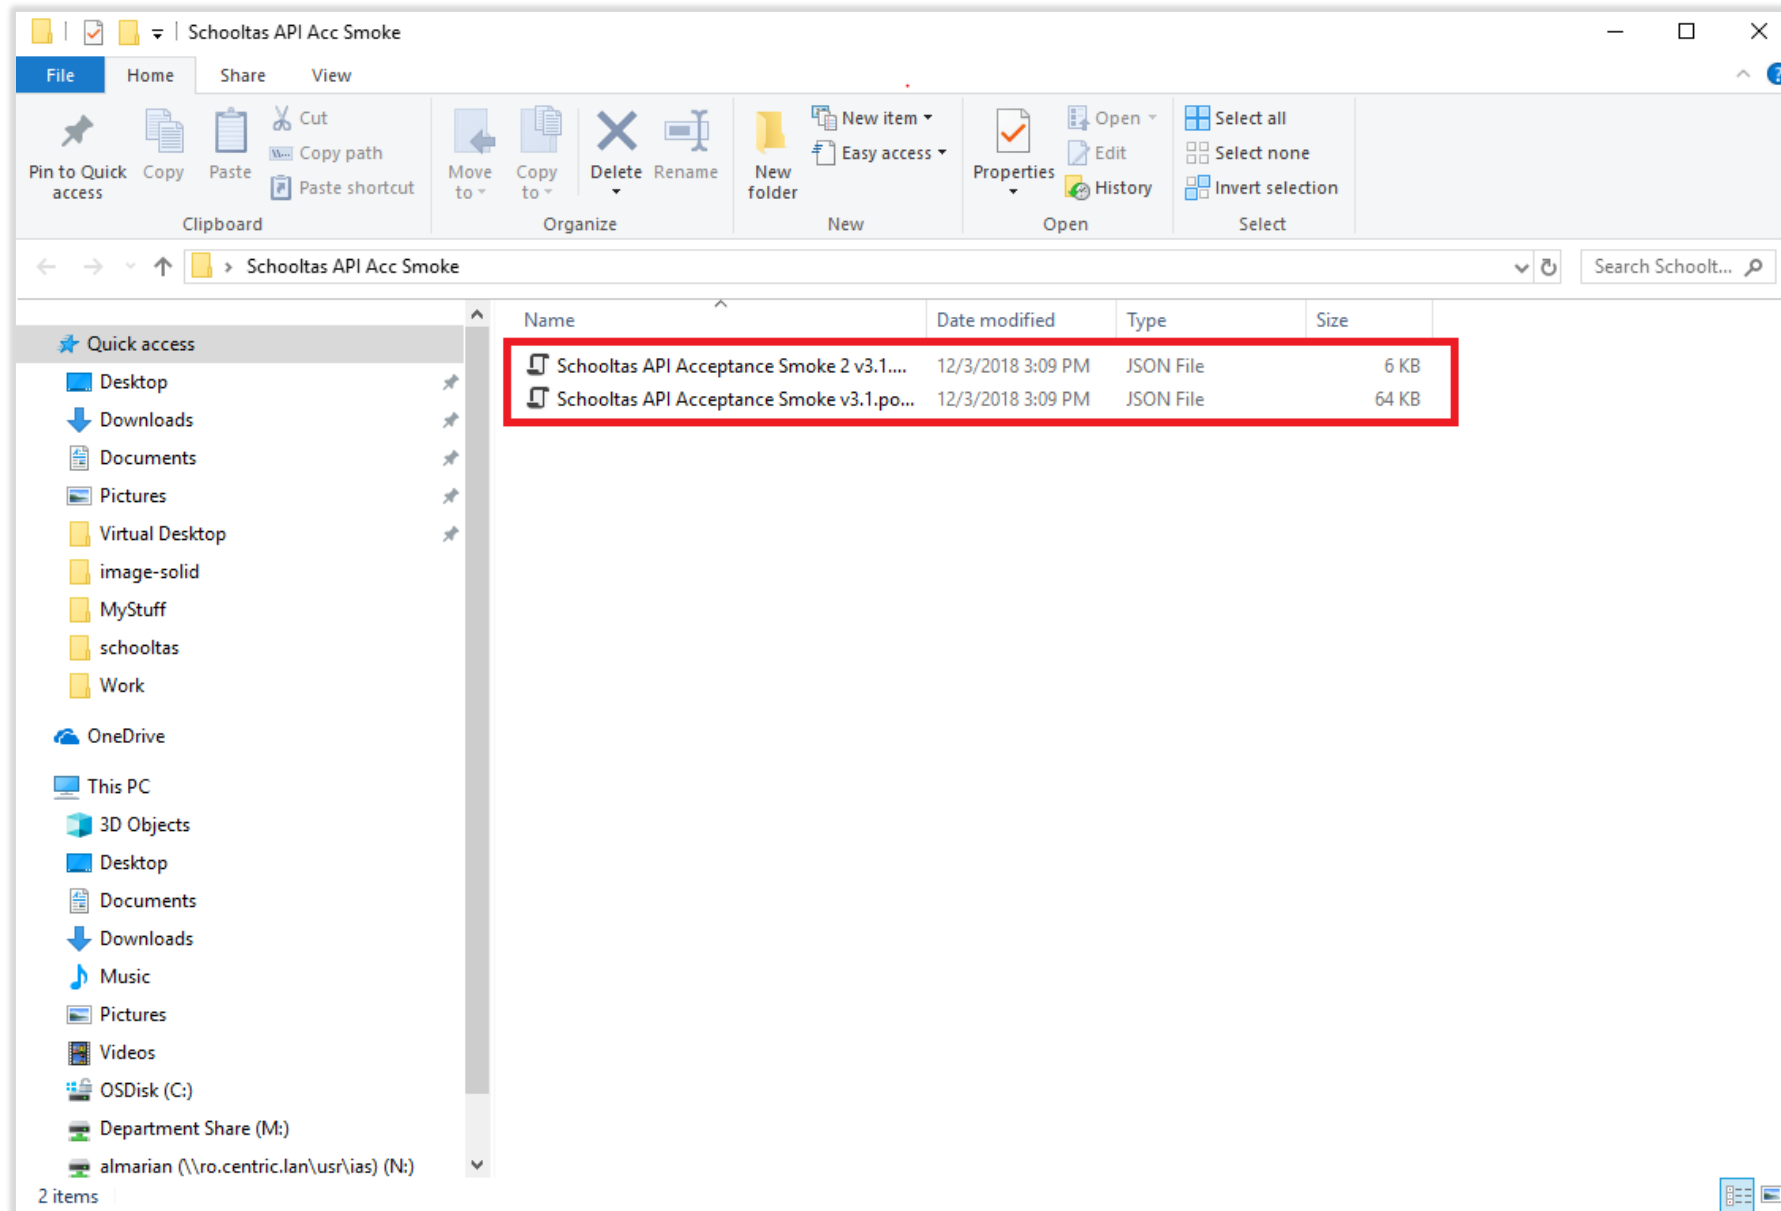 Schooltas API Acc Smoke
File Home Share View
Pin to Quick access
Copy
Paste
Cut
Copy path
Paste shortcut
Clipboard
Move to
Copy to
Delete
Rename
Organize
New folder
New item
Easy access
New
Properties
Open
Edit
History
Open
Select all
Select none
Invert selection
Select
Schooltas API Acc Smoke
Search Schoolt...
Name Date modified Type Size
Schooltas API Acceptance Smoke 2 v3.1.... 12/3/2018 3:09 PM JSON File 6 KB
Schooltas API Acceptance Smoke v3.1.po... 12/3/2018 3:09 PM JSON File 64 KB
Quick access
Desktop
Downloads
Documents
Pictures
Virtual Desktop
image-solid
MyStuff
schooltas
Work
OneDrive
This PC
3D Objects
Desktop
Documents
Downloads
Music
Pictures
Videos
OSDisk (C:)
Department Share (M:)
almarian (\\ro.centric.lan\usr\ias) (N:)
2 items